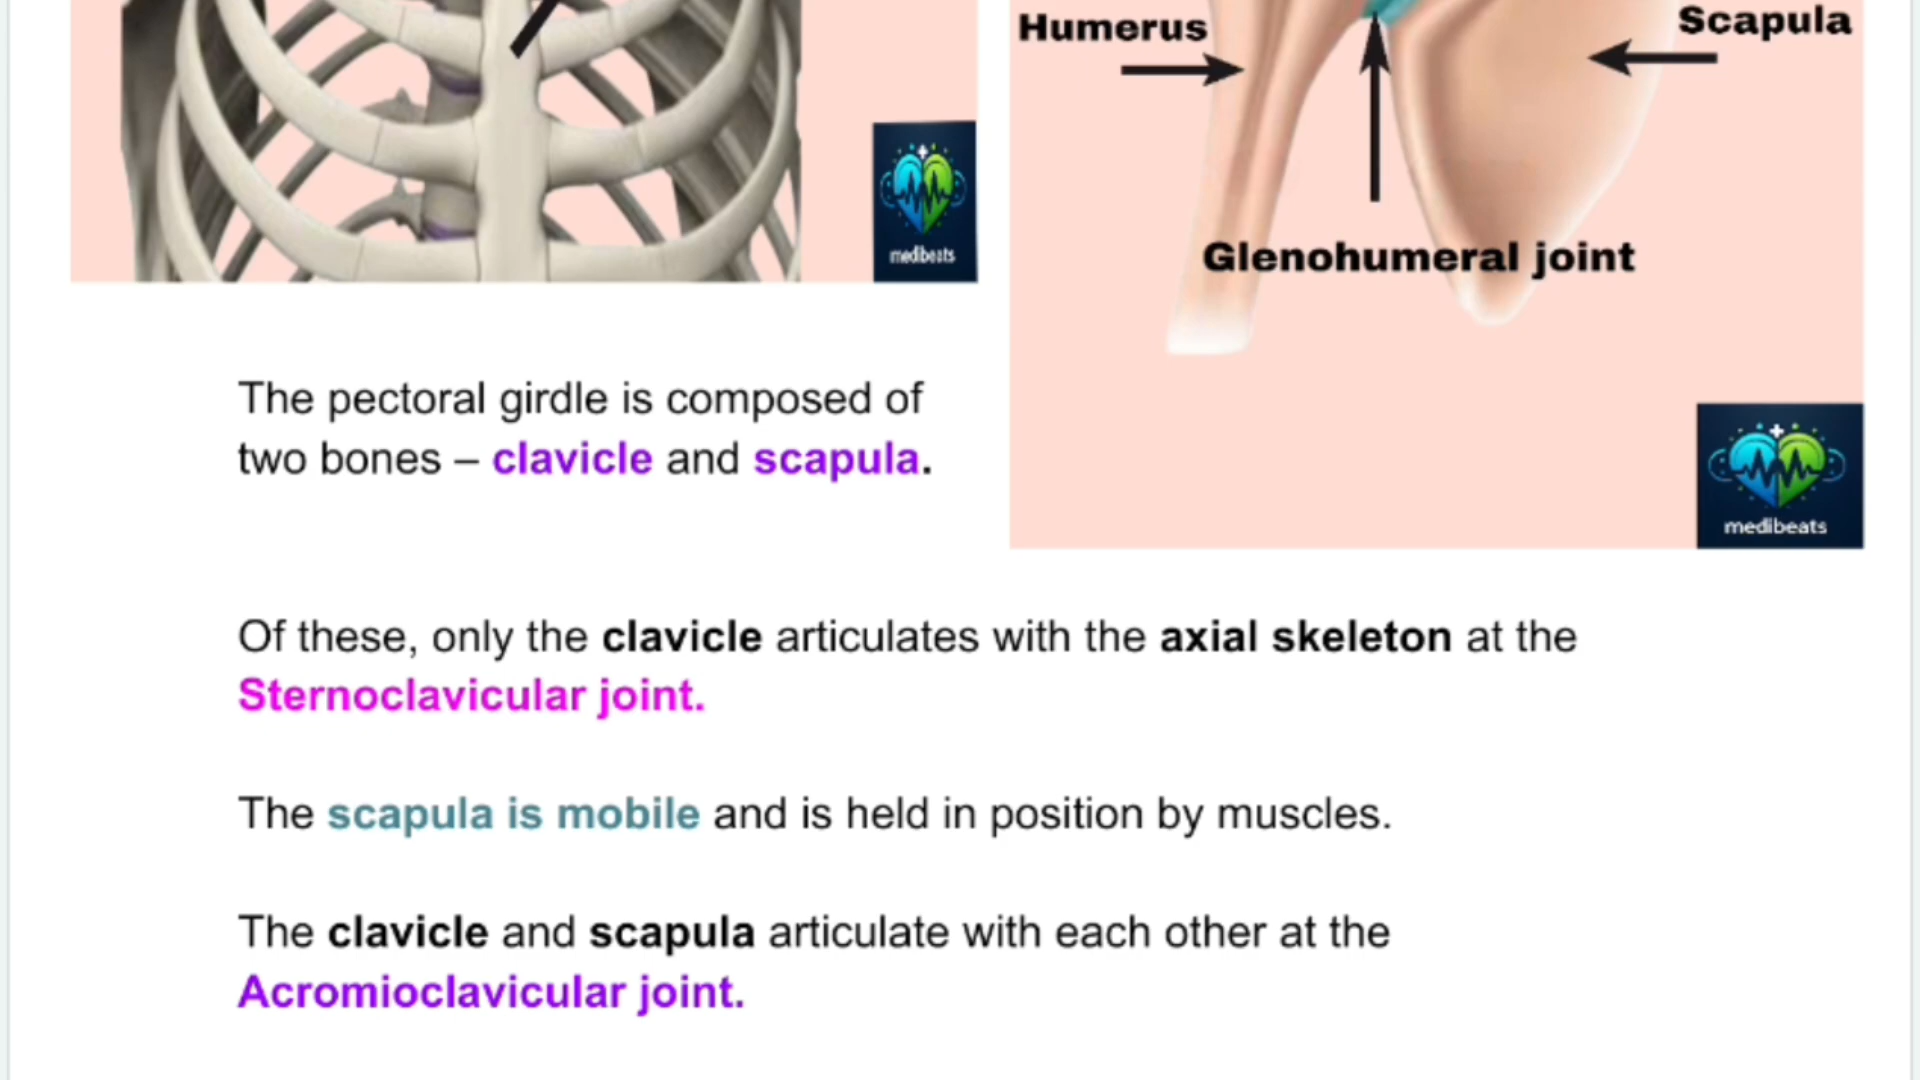 Humerus
Scapula
Glenohumeral joint
medibeats
The pectoral girdle is composed of
two bones – clavicle and scapula.
medibeats
Of these, only the clavicle articulates with the axial skeleton at the
Sternoclavicular joint.
The scapula is mobile and is held in position by muscles.
The clavicle and scapula articulate with each other at the
Acromioclavicular joint.